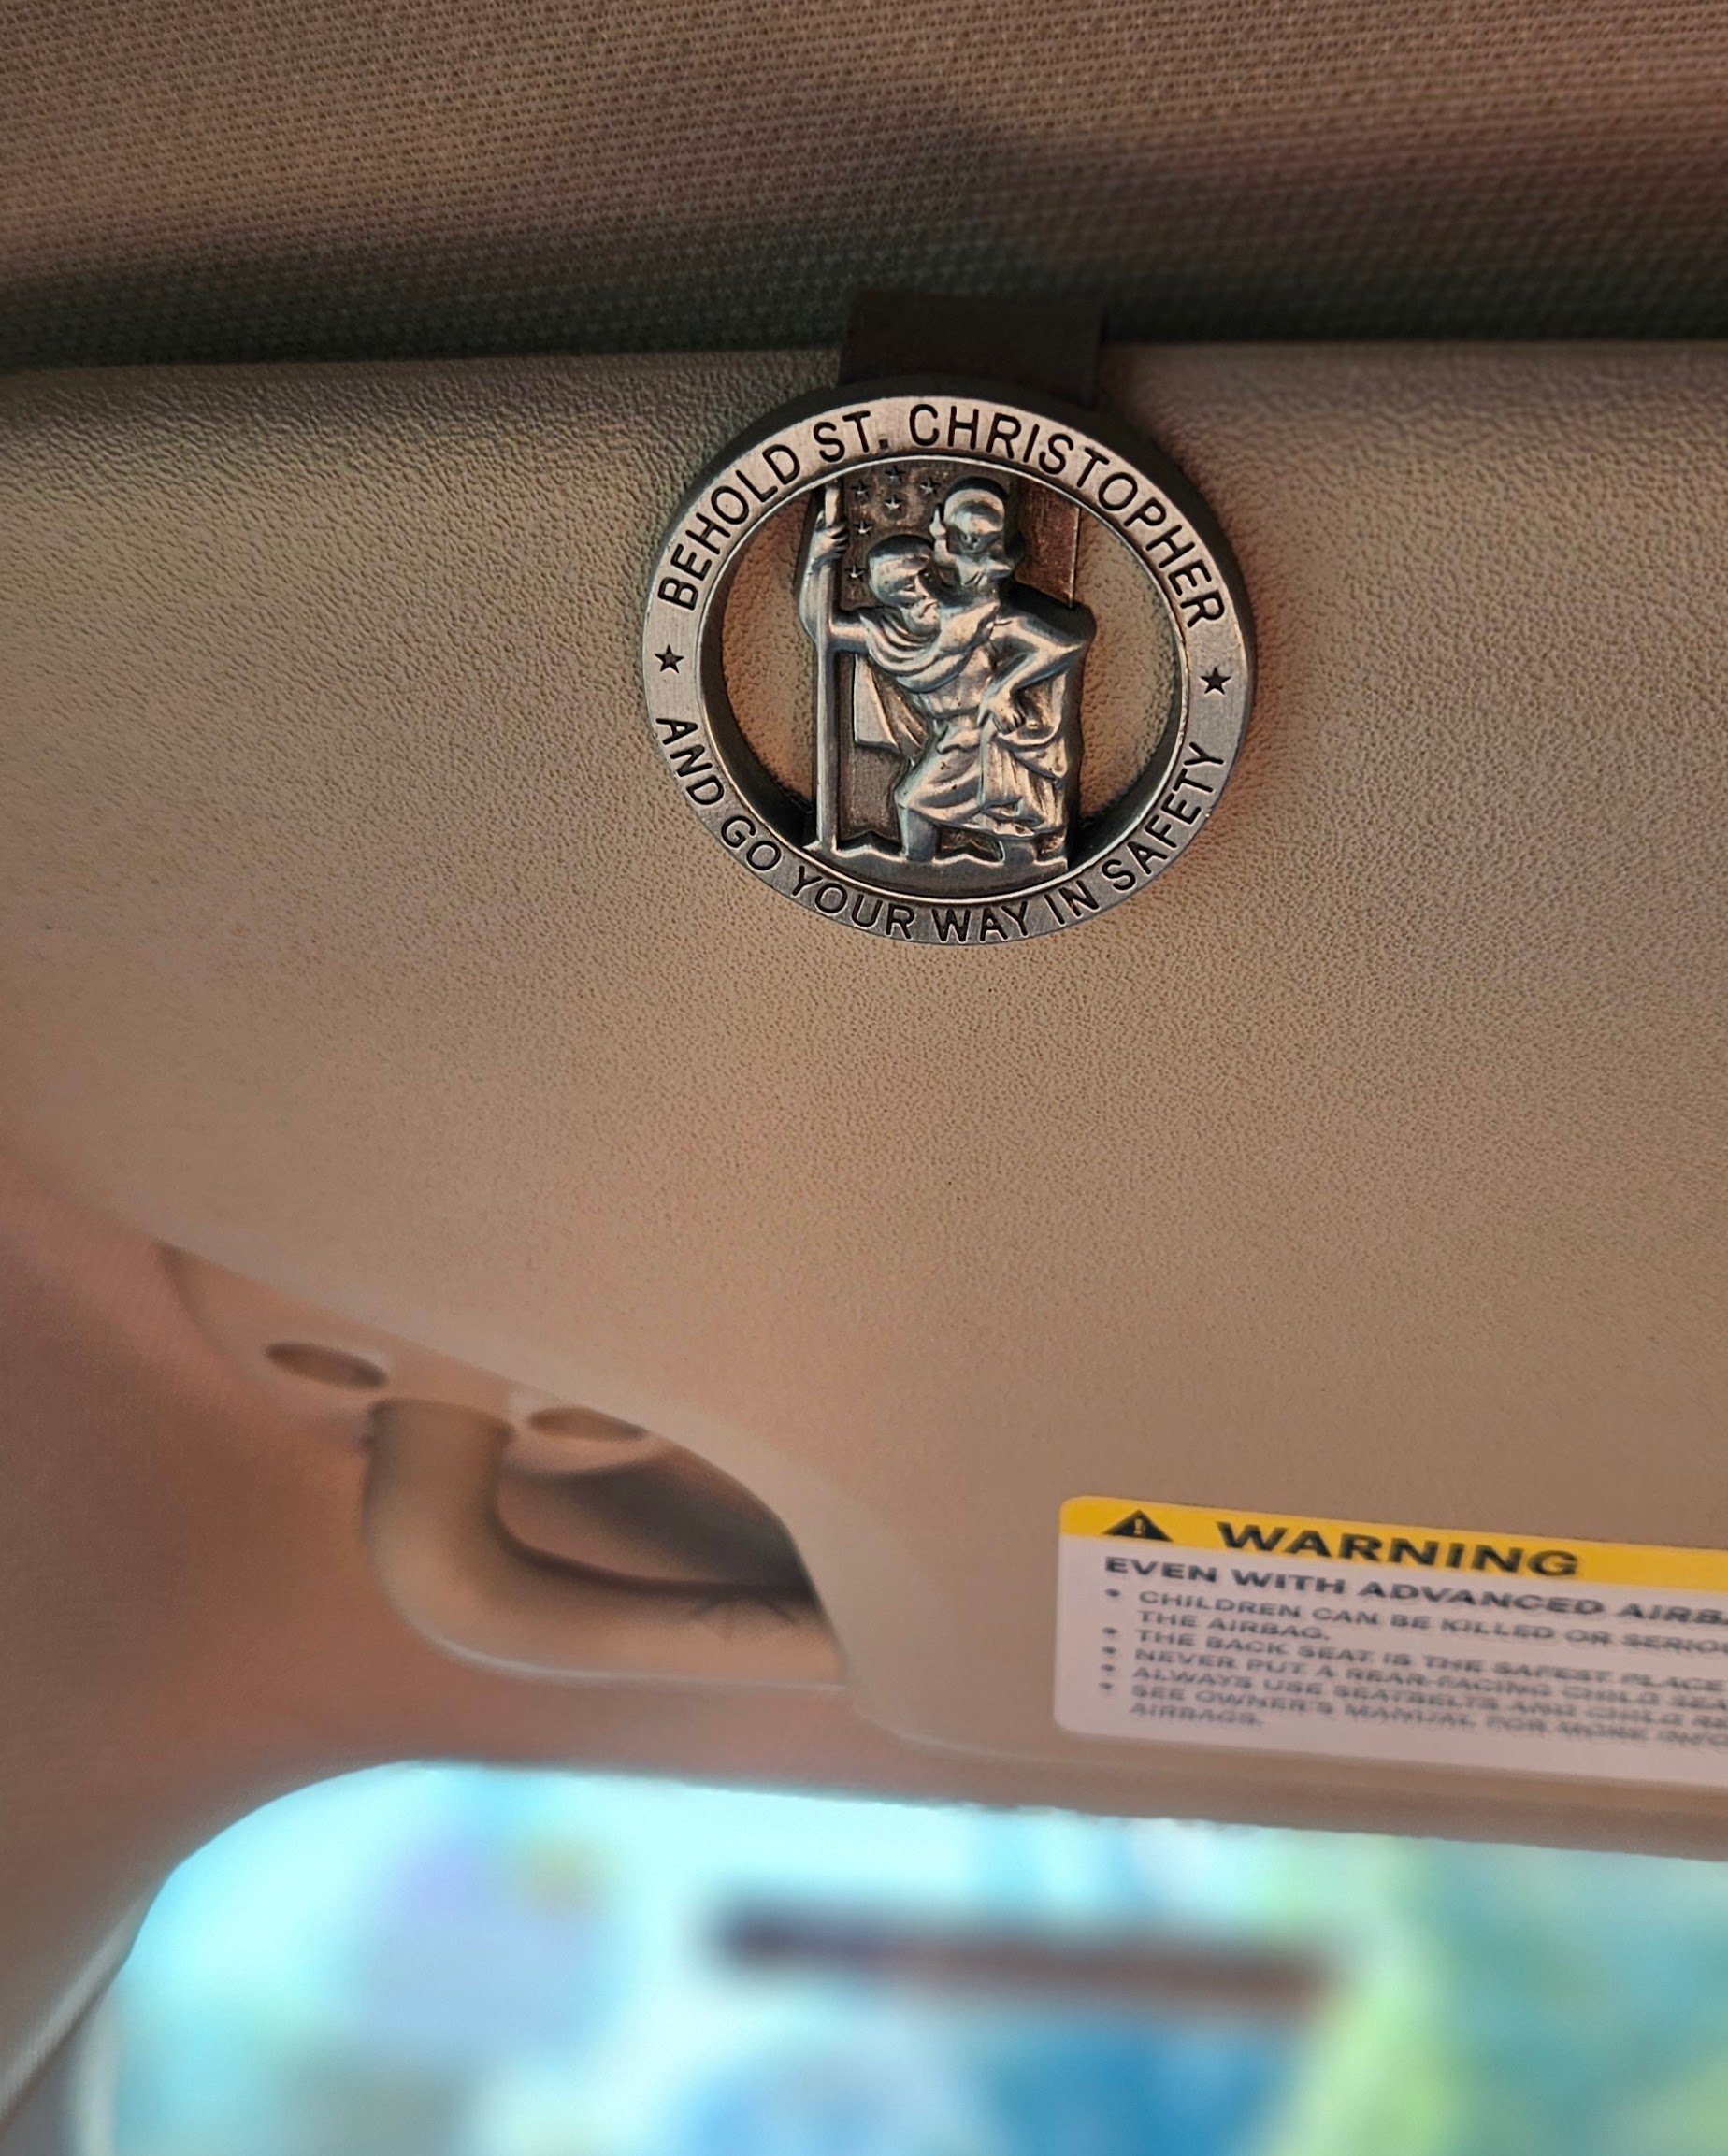 BEHOLD ST. CHRISTOPHER
AND GO YOUR WAY IN SAFETY
WARNING
EVEN WITH ADVANCED
CHILDREN CAN BE KILLED OR
THE AIRBAG.
THE BACK SEAT IS THE SAFEST PLACE
NEVER PUT A REAR-FACING CHILD
ALWAYS USE SEATBELTS AND CHILD
SEE OWNER'S MANUAL FOR MORE
AIRBAGS.